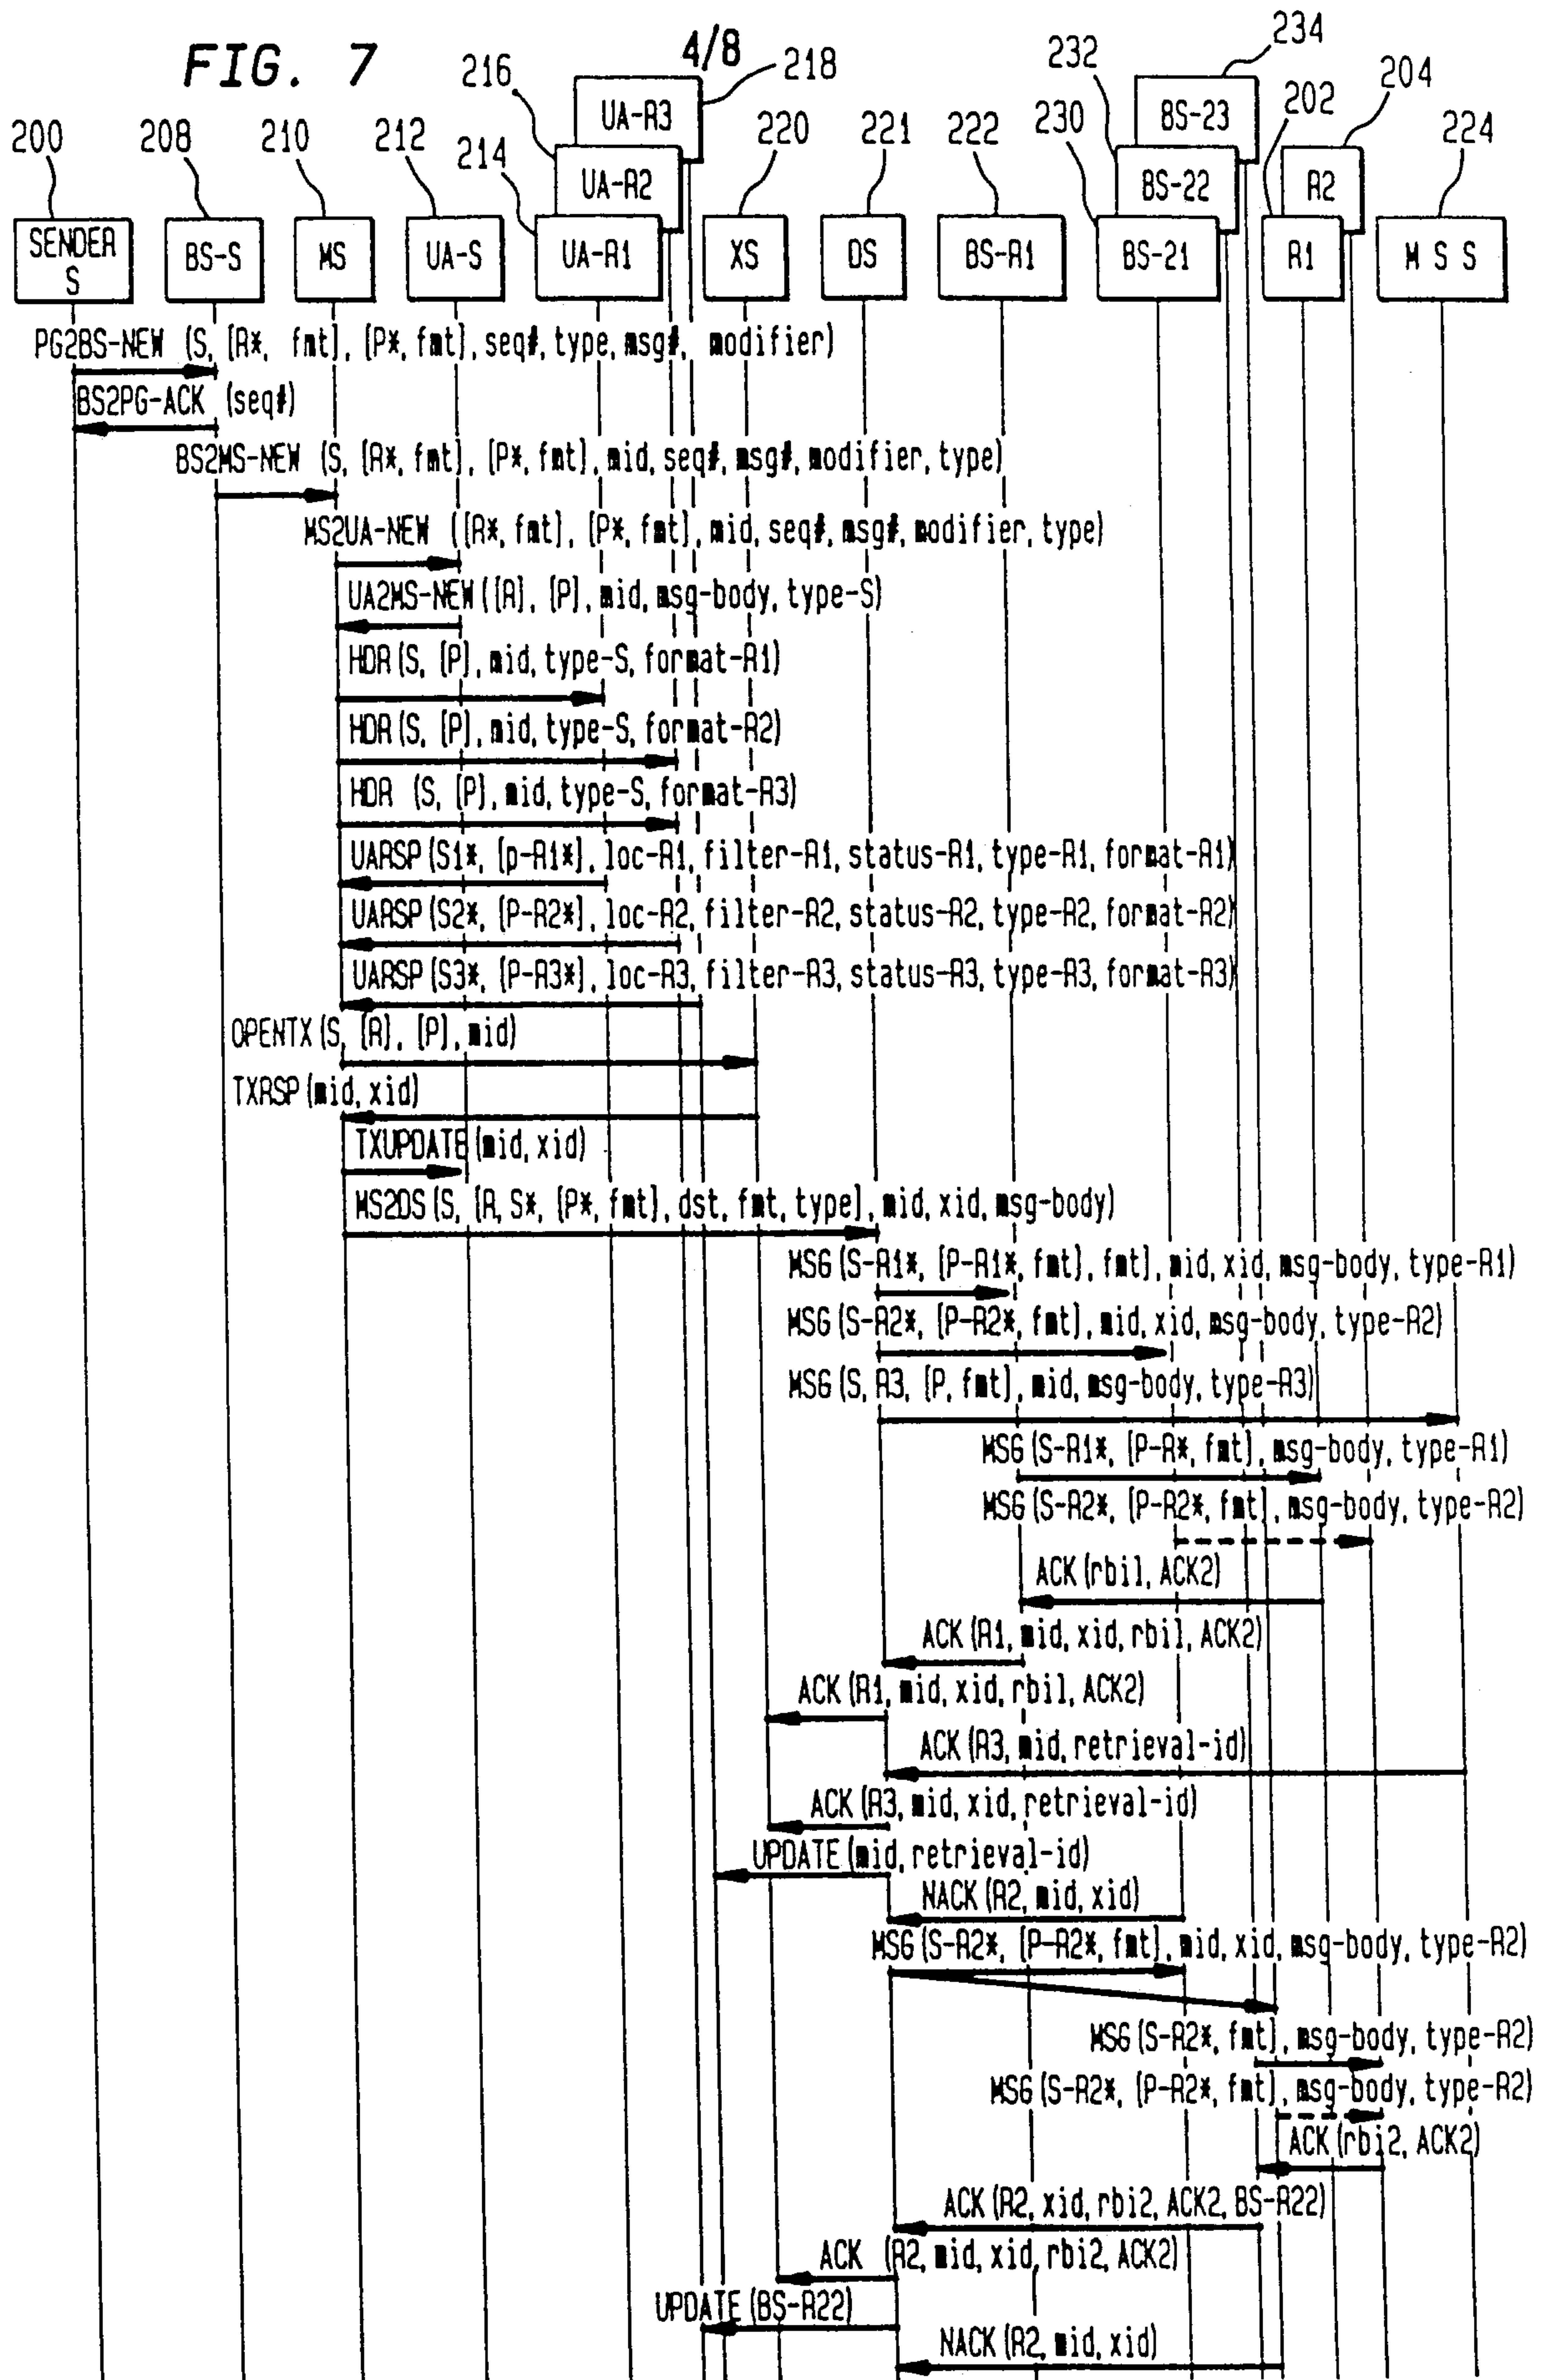 FIG. 7
4/8
234
232
204
216
218
UA-R3
BS-23
202
200
208
210
212
214
220
221
222
230
224
UA-R2
BS-22
R2
SENDER
S
BS-S
MS
UA-S
UA-R1
XS
DS
BS-R1
BS-21
R1
M S S
PG2BS-NEW (S, [R*, fmt], [P*, fmt], seq#, type, msg#, modifier)
BS2PG-ACK (seq#)
BS2MS-NEW (S, [R*, fmt], [P*, fmt], mid, seq#, msg#, modifier, type)
MS2UA-NEW ([R*, fmt], [P*, fmt], mid, seq#, msg#, modifier, type)
UA2MS-NEW ([R], [P], mid, msg-body, type-S)
HDR (S, [P], mid, type-S, format-R1)
HDR (S, [P], mid, type-S, format-R2)
HDR (S, [P], mid, type-S, format-R3)
UARSP (S1*, [p-R1*], loc-R1, filter-R1, status-R1, type-R1, format-R1)
UARSP (S2*, [P-R2*], loc-R2, filter-R2, status-R2, type-R2, format-R2)
UARSP (S3*, [P-R3*], loc-R3, filter-R3, status-R3, type-R3, format-R3)
OPENTX (S, [R], [P], mid)
TXRSP (mid, xid)
TXUPDATE (mid, xid)
MS2DS (S, [R, S*, [P*, fmt], dst, fmt, type], mid, xid, msg-body)
MSG (S-R1*, [P-R1*, fmt], fmt], mid, xid, msg-body, type-R1)
MSG (S-R2*, [P-R2*, fmt], mid, xid, msg-body, type-R2)
MSG (S, R3, [P, fmt], mid, msg-body, type-R3)
MSG (S-R1*, [P-R*, fmt], msg-body, type-R1)
MSG (S-R2*, [P-R2*, fmt], msg-body, type-R2)
ACK (rbi1, ACK2)
ACK (R1, mid, xid, rbi1, ACK2)
ACK (R1, mid, xid, rbi1, ACK2)
ACK (R3, mid, retrieval-id)
ACK (R3, mid, xid, retrieval-id)
UPDATE (mid, retrieval-id)
NACK (R2, mid, xid)
MSG (S-R2*, [P-R2*, fmt], mid, xid, msg-body, type-R2)
MSG (S-R2*, fmt], msg-body, type-R2)
MSG (S-R2*, [P-R2*, fmt], msg-body, type-R2)
ACK (rbi2, ACK2)
ACK (R2, xid, rbi2, ACK2, BS-R22)
ACK (R2, mid, xid, rbi2, ACK2)
UPDATE (BS-R22)
NACK (R2, mid, xid)